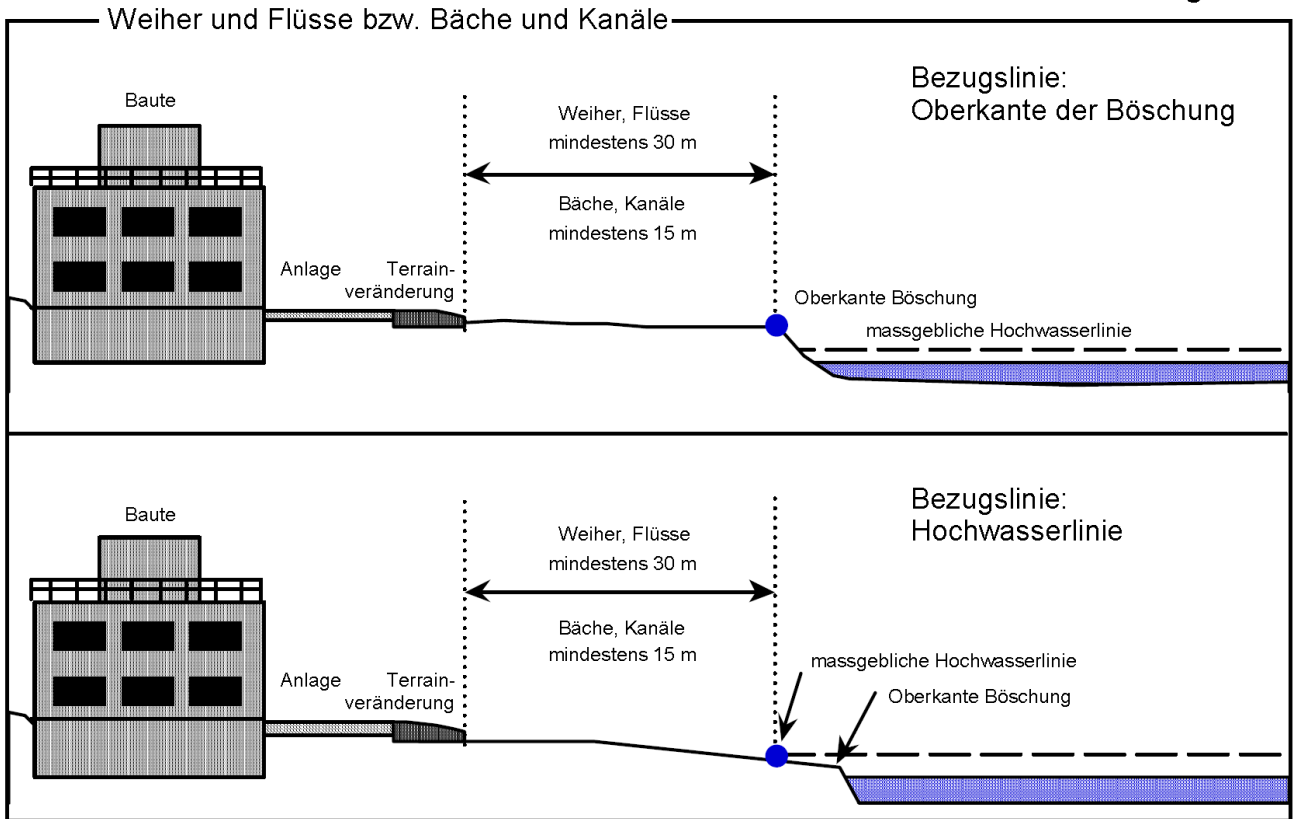 Weiher und Flüsse bzw. Bäche und Kanäle
Bezugslinie:
Oberkante der Böschung
Baute
Weiher, Flüsse
mindestens 30 m
Bäche, Kanäle
mindestens 15 m
Anlage
Terrain-
veränderung
Oberkante Böschung
massgebliche Hochwasserlinie
Bezugslinie:
Hochwasserlinie
Baute
Weiher, Flüsse
mindestens 30 m
Bäche, Kanäle
mindestens 15 m
Anlage
Terrain-
veränderung
massgebliche Hochwasserlinie
Oberkante Böschung